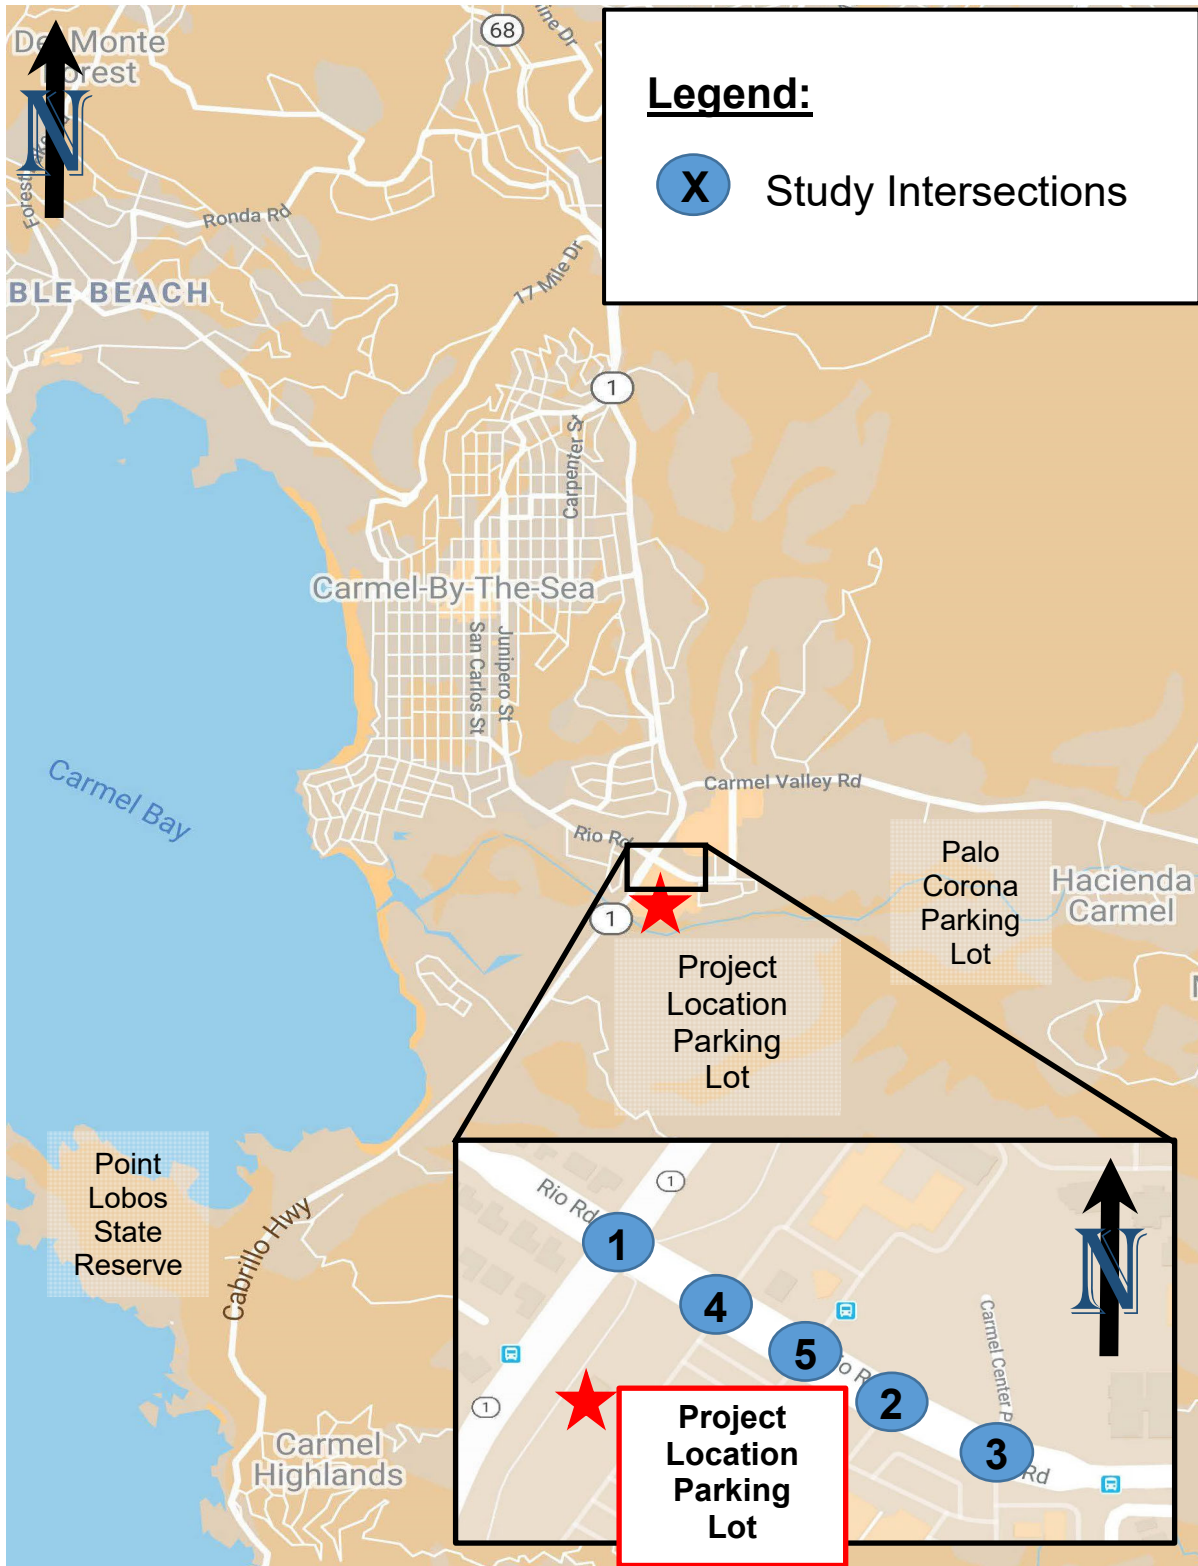 Del Monte
Forest
68
Legend:
X Study Intersections
N
Ronda Rd
17 Mile Dr
BLE BEACH
1
Carpenter St
Carmel-By-The-Sea
San Carlos St
Junipero St
Carmel Bay
Carmel Valley Rd
Rio Rd
Palo
Corona
Parking
Lot
Hacienda
Carmel
1
Project
Location
Parking
Lot
Point
Lobos
State
Reserve
Cabrillo Hwy
Carmel
Highlands
Rio Rd
1
1
4
5
2
3
N
Carmel Center P
Rd
1
Project
Location
Parking
Lot